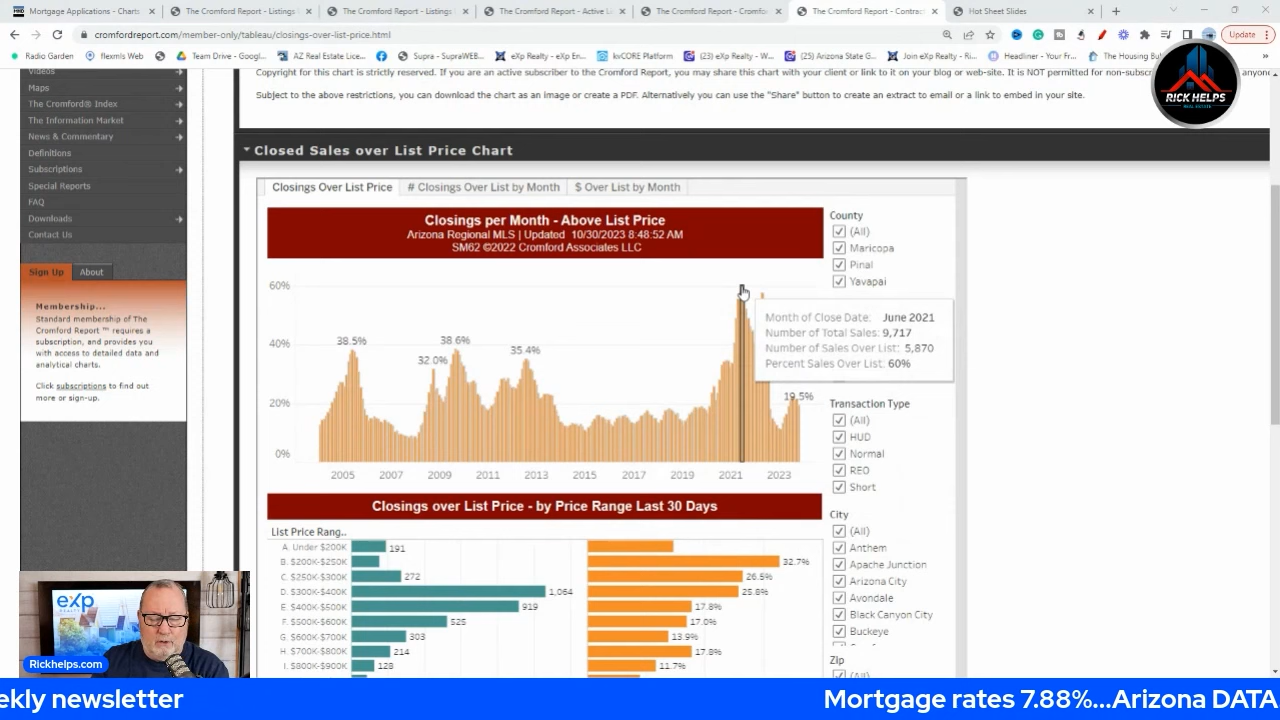 Mortgage Applications - Charts
The Cromford Report - Listings
The Cromford Report - Listings
The Cromford Report - Active L
The Cromford Report - Cromfor
The Cromford Report - Contrac
Hot Sheet Slides
cromfordreport.com/member-only/tableau/closings-over-list-price.html
Update
Radio Garden
flexmls Web
Team Drive - Googl...
AZ Real Estate list...
Supra - SupraWEB...
eXp Realty - eXp En...
kvCORE Platform
(23) eXp Realty - W...
(25) Arizona State G...
Join eXp Realty - Ri...
Headliner - Your Fr...
The Housing Bu
Videos
Maps
The Cromford® Index
The Information Market
News & Commentary
Definitions
Subscriptions
Special Reports
FAQ
Downloads
Contact Us
Sign Up
About
Membership...
Standard membership of The Cromford Report ™ requires a
subscription, and provides you
with access to detailed data and
analytical charts.
Click subscriptions to find out
more or sign-up.
Copyright for this chart is strictly reserved. If you are an active subscriber to the Cromford Report, you may share this chart with your client or link to it on your blog or web-site. It is NOT permitted for non-subsc
anyone
Subject to the above restrictions, you can download the chart as an image or create a PDF. Alternatively you can use the "Share" button to create an extract to email or a link to embed in your site.
RICK HELPS
Closed Sales over List Price Chart
Closings Over List Price
# Closings Over List by Month
$ Over List by Month
Closings per Month - Above List Price
Arizona Regional MLS | Updated 10/30/2023 8:48:52 AM
SM62 ©2022 Cromford Associates LLC
60%
40%
20%
0%
38.5%
32.0%
38.6%
35.4%
19.5%
2005
2007
2009
2011
2013
2015
2017
2019
2021
2023
Month of Close Date: June 2021
Number of Total Sales: 9,717
Number of Sales Over List: 5,870
Percent Sales Over List: 60%
County
(All)
Maricopa
Pinal
Yavapai
Transaction Type
(All)
HUD
Normal
REO
Short
City
(All)
Anthem
Apache Junction
Arizona City
Avondale
Black Canyon City
Buckeye
Zip
(All)
Closings over List Price - by Price Range Last 30 Days
List Price Rang..
A. Under $200K 191
B. $200K-$250K 32.7%
C. $250K-$300K 272 26.5%
D. $300K-$400K 1,064 25.8%
E. $400K-$500K 919 17.8%
F. $500K-$600K 525 17.0%
G. $600K-$700K 303 13.9%
H. $700K-$800K 214 17.8%
I. $800K-$900K 128 11.7%
eXp
REALTY
Rickhelps.com
ekly newsletter
Mortgage rates 7.88%...Arizona DATA